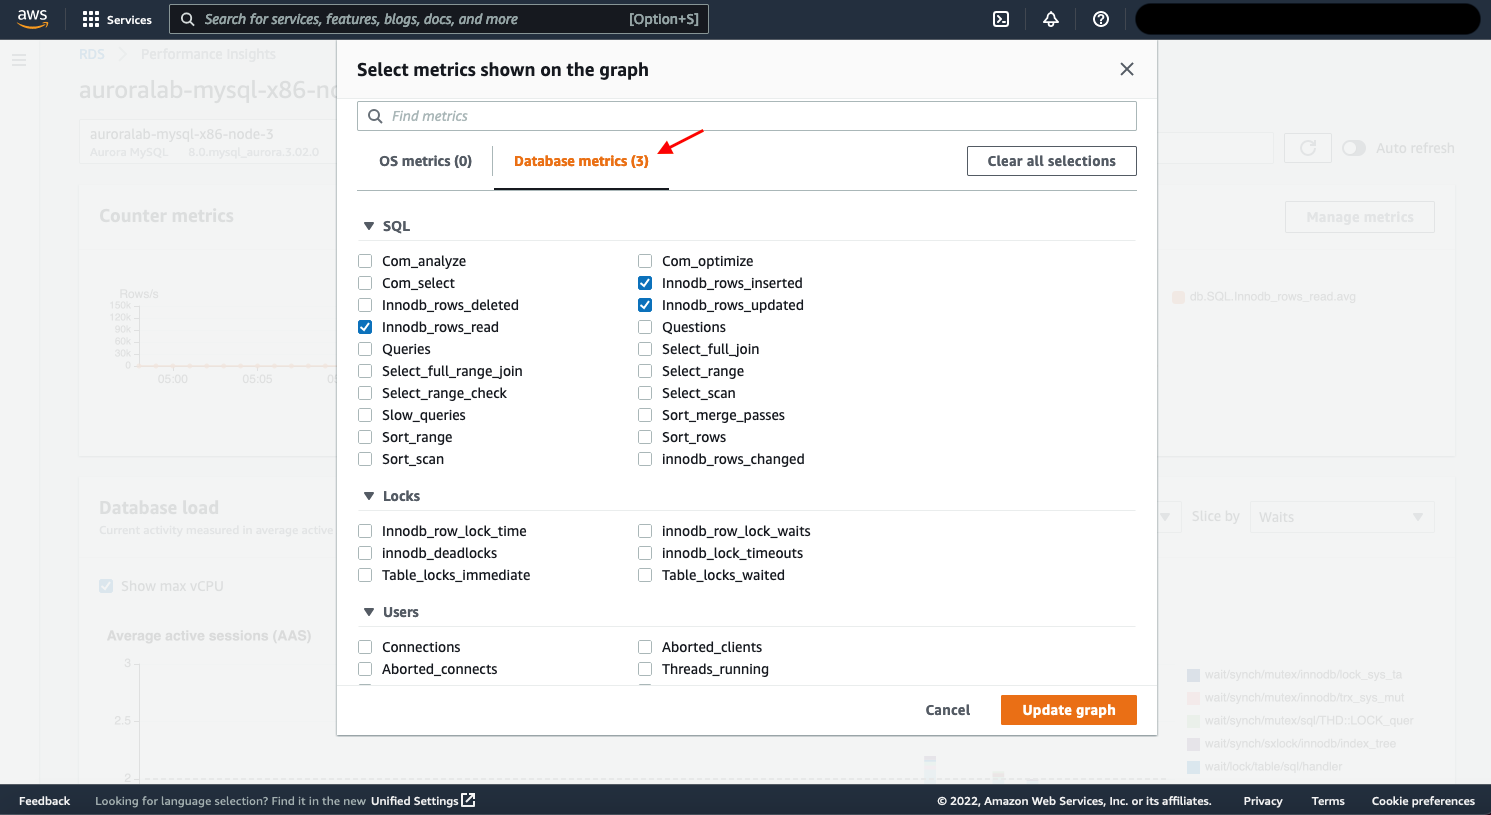 aws
Services
Search for services, features, blogs, docs, and more
[Option+S]
RDS
Performance Insights
auroralab-mysql-x86-no
auroralab-mysql-x86-node-3
Aurora MySQL 8.0.mysql_aurora.3.02.0
Auto refresh
Counter metrics
Manage metrics
Rows/s
150k
120k
90k
60k
30k
0
05:00
05:05
db.SQL.Innodb_rows_read.avg
Select metrics shown on the graph
Find metrics
OS metrics (0)
Database metrics (3)
Clear all selections
SQL
Com_analyze
Com_optimize
Com_select
Innodb_rows_inserted
Innodb_rows_deleted
Innodb_rows_updated
Innodb_rows_read
Questions
Queries
Select_full_join
Select_full_range_join
Select_range
Select_range_check
Select_scan
Slow_queries
Sort_merge_passes
Sort_range
Sort_rows
Sort_scan
innodb_rows_changed
Locks
Innodb_row_lock_time
innodb_row_lock_waits
innodb_deadlocks
innodb_lock_timeouts
Table_locks_immediate
Table_locks_waited
Users
Connections
Aborted_clients
Aborted_connects
Threads_running
Cancel
Update graph
Database load
Current activity measured in average active
Slice by
Waits
Show max vCPU
Average active sessions (AAS)
3
2.5
2
wait/synch/mutex/innodb/lock_sys_ta
wait/synch/mutex/innodb/trx_sys_mut
wait/synch/mutex/sql/THD::LOCK_quer
wait/synch/sxlock/innodb/index_tree
wait/lock/table/sql/handler
Feedback
Looking for language selection? Find it in the new Unified Settings
© 2022, Amazon Web Services, Inc. or its affiliates.
Privacy
Terms
Cookie preferences